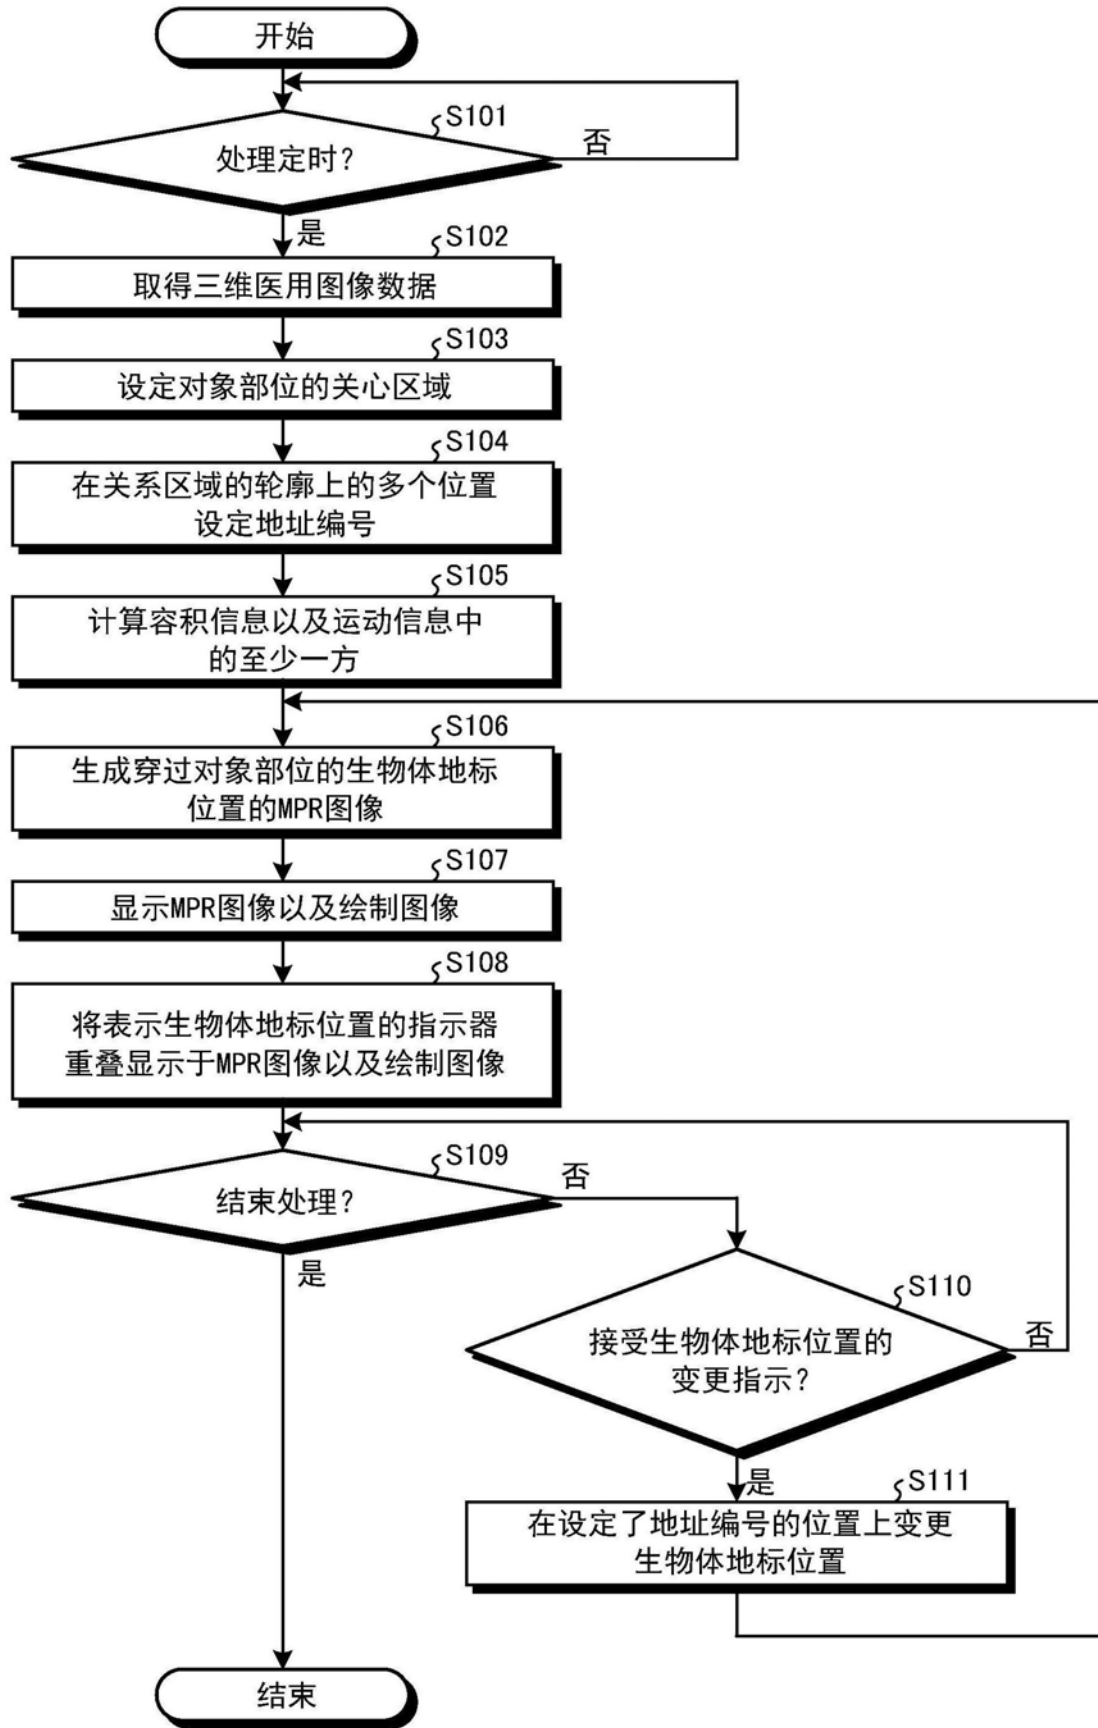 开始
S101
处理定时?
否
是
S102
取得三维医用图像数据
S103
设定对象部位的关心区域
S104
在关系区域的轮廓上的多个位置
设定地址编号
S105
计算容积信息以及运动信息中
的至少一方
S106
生成穿过对象部位的生物体地标
位置的MPR图像
S107
显示MPR图像以及绘制图像
S108
将表示生物体地标位置的指示器
重叠显示于MPR图像以及绘制图像
S109
结束处理?
否
是
S110
接受生物体地标位置的
变更指示?
否
是
S111
在设定了地址编号的位置上变更
生物体地标位置
结束